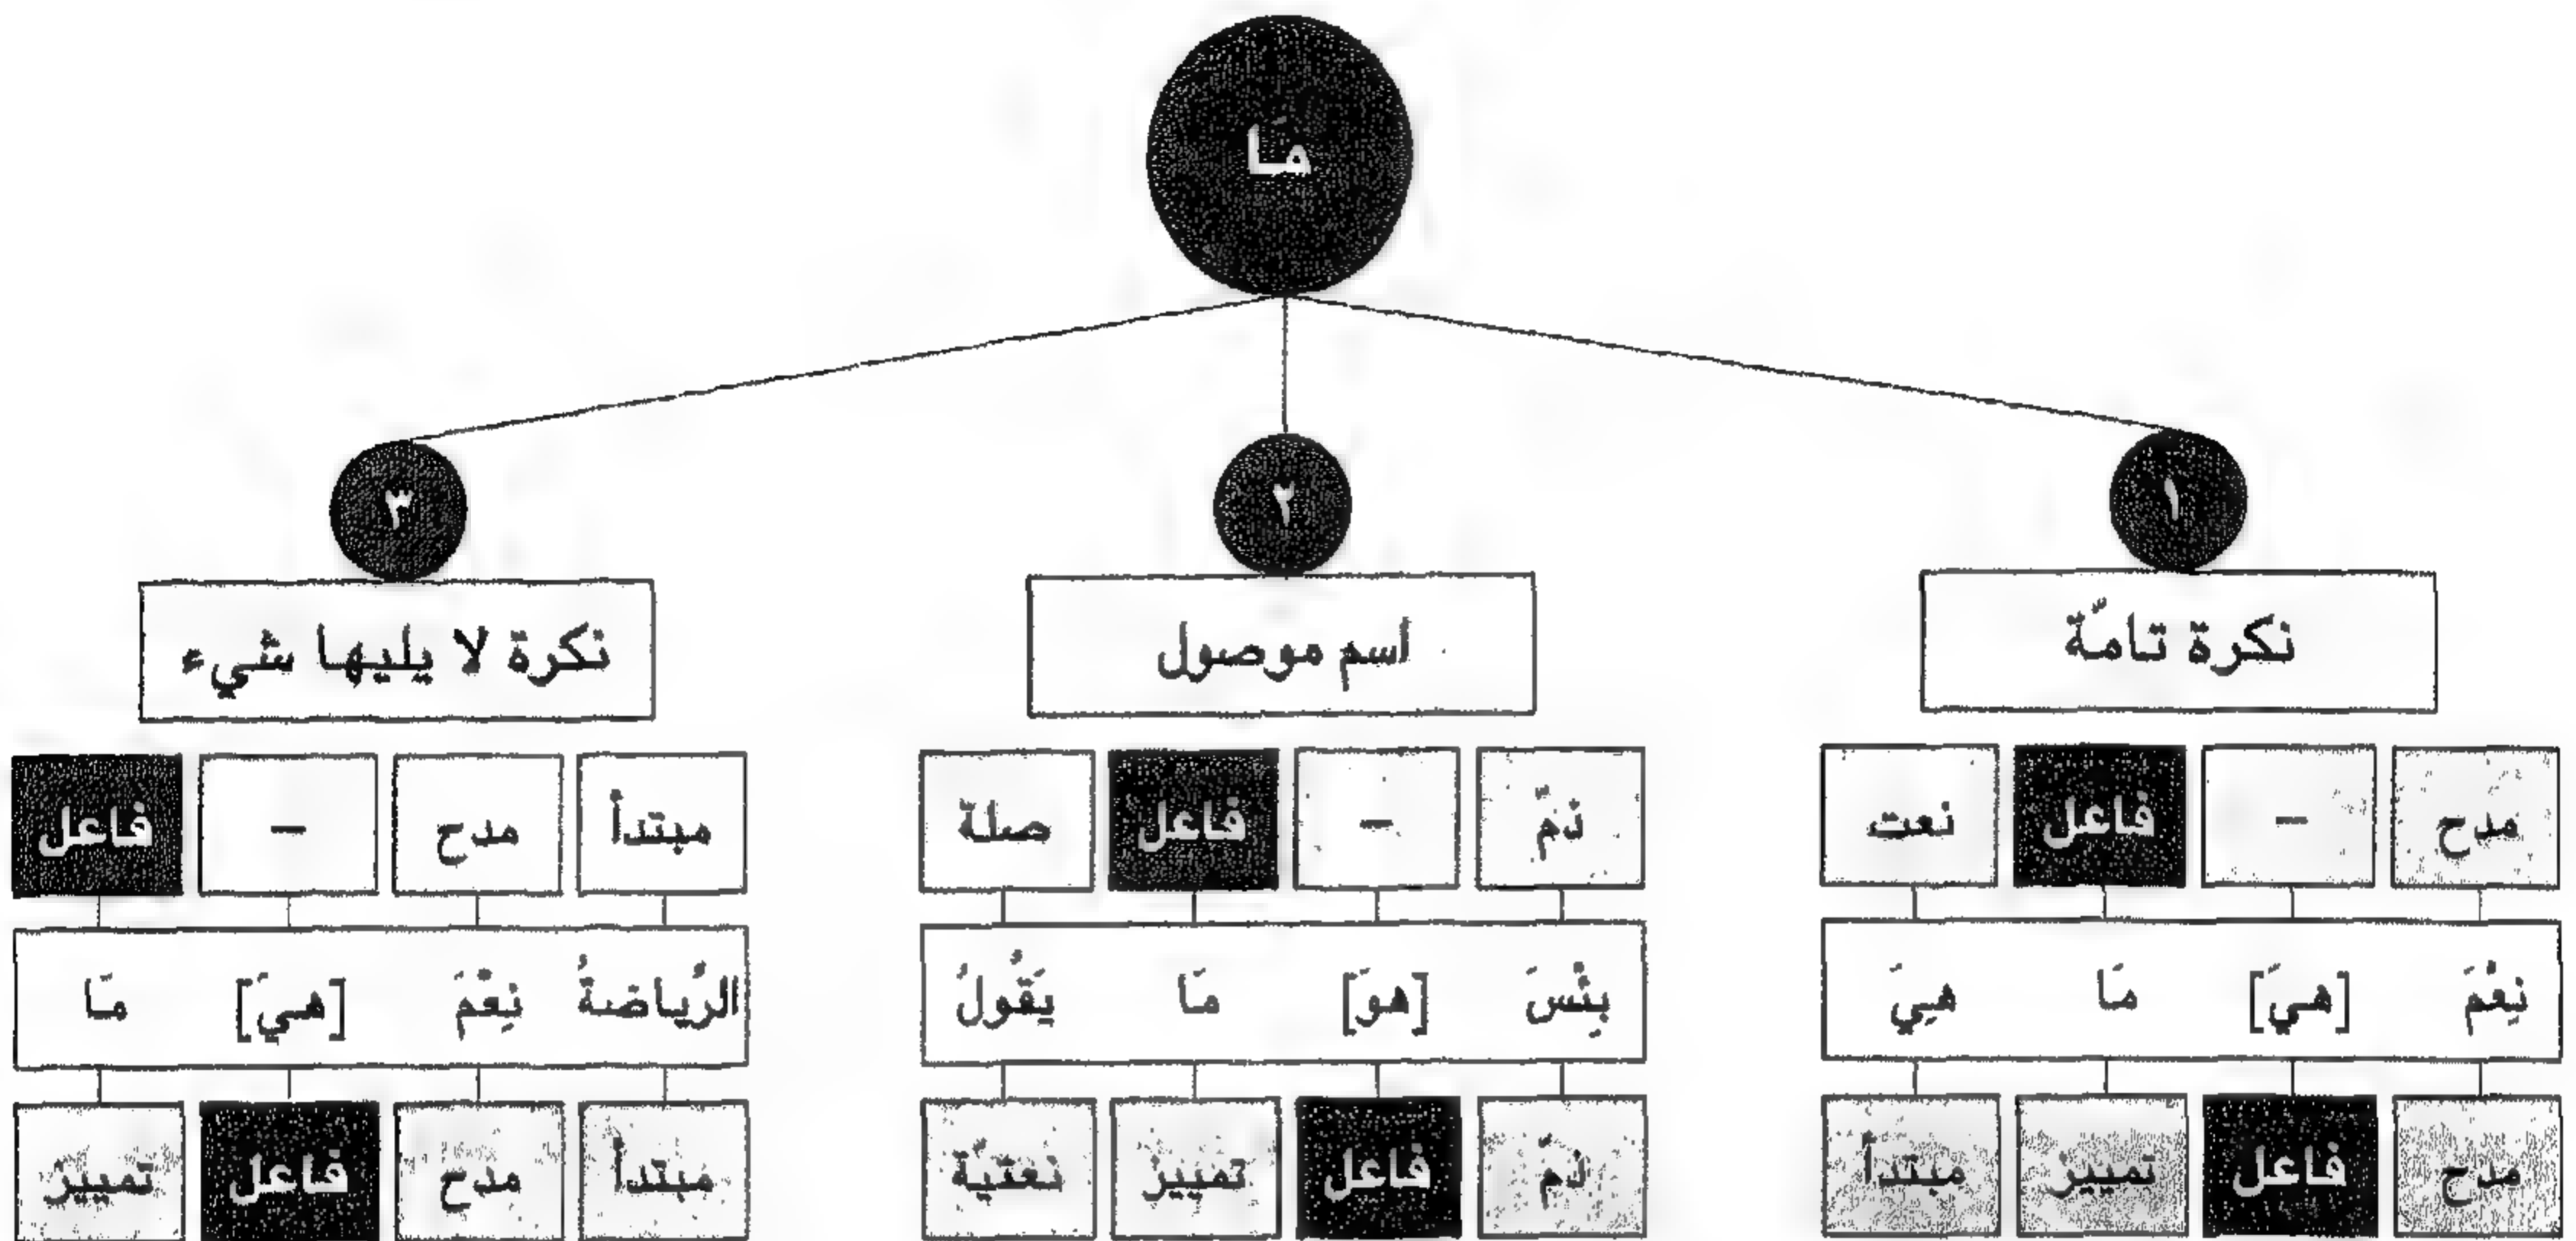 مَا
١ ٢ ٣
نكرة تامّة اسم موصول نكرة لا يليها شيء
مدح – فاعل نعت ذمّ – فاعل صلة مبتدأ مدح – فاعل
نِعْمَ [هيَ] مَا هِيَ بِئْسَ [هوَ] مَا يَقُولُ الرِّياضةُ نِعْمَ [هيَ] مَا
مدح فاعل تمييز مبتدأ ذمّ فاعل تمييز نعتيّة مبتدأ مدح فاعل تمييز